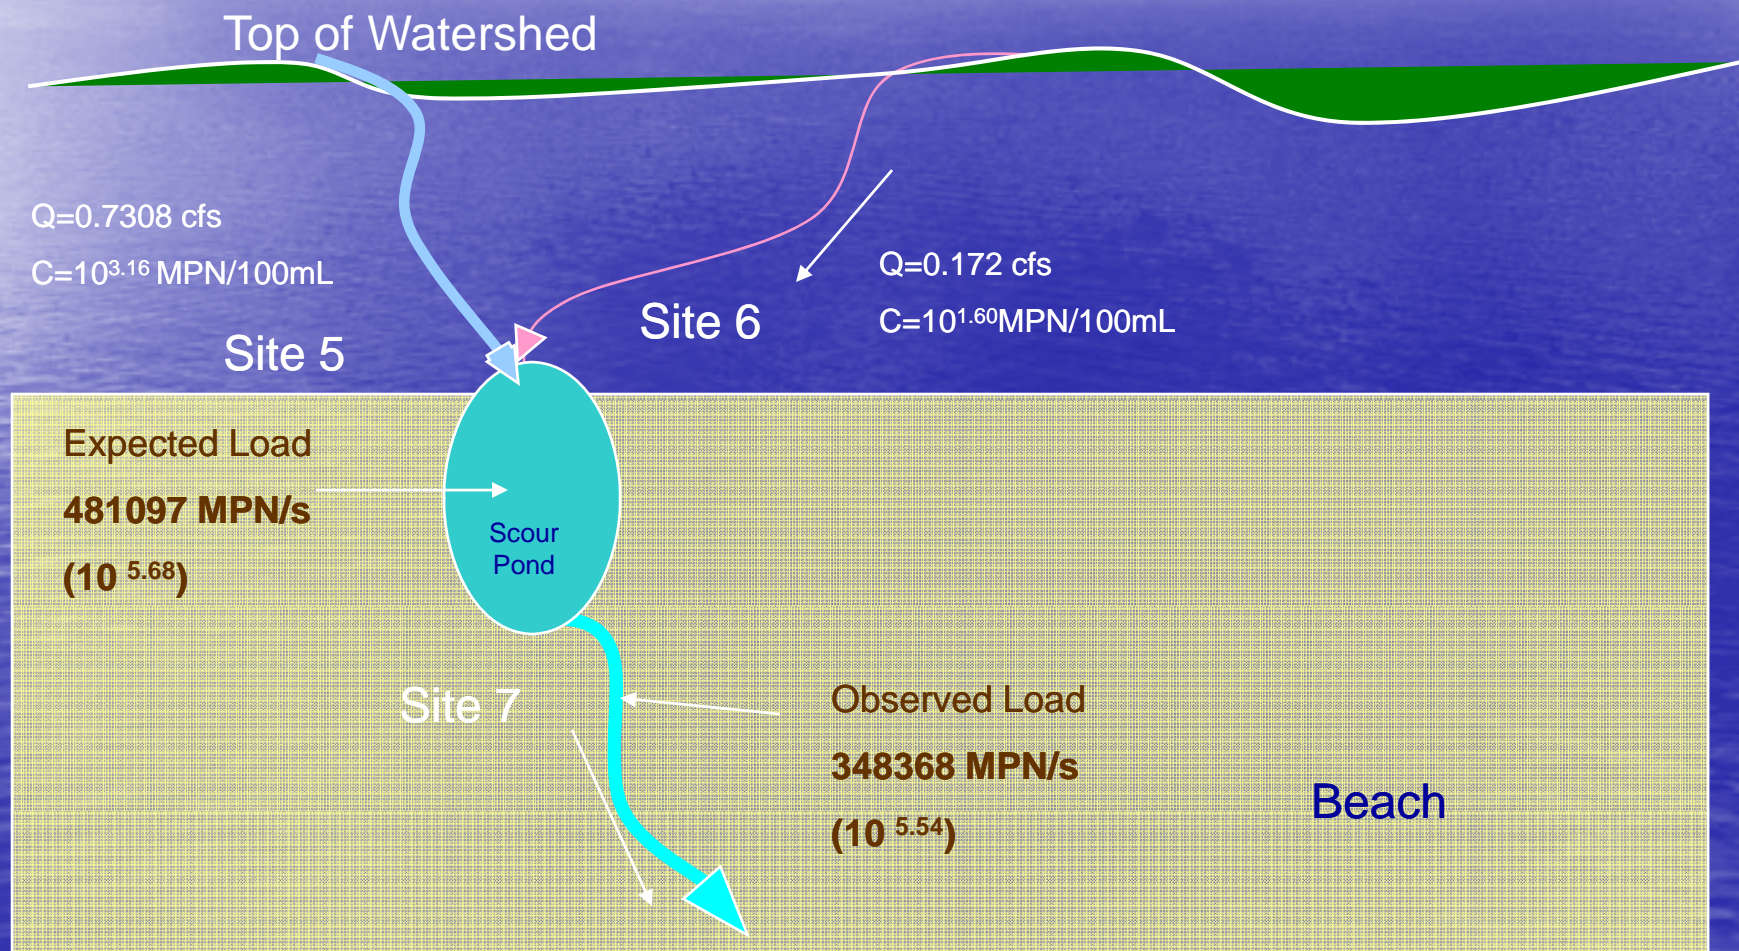 Top of Watershed
Q=0.7308 cfs
C=10^3.16 MPN/100mL
Site 5
Site 6
Q=0.172 cfs
C=10^1.60MPN/100mL
Expected Load
481097 MPN/s
(10 ^5.68)
Scour
Pond
Site 7
Observed Load
348368 MPN/s
(10 ^5.54)
Beach